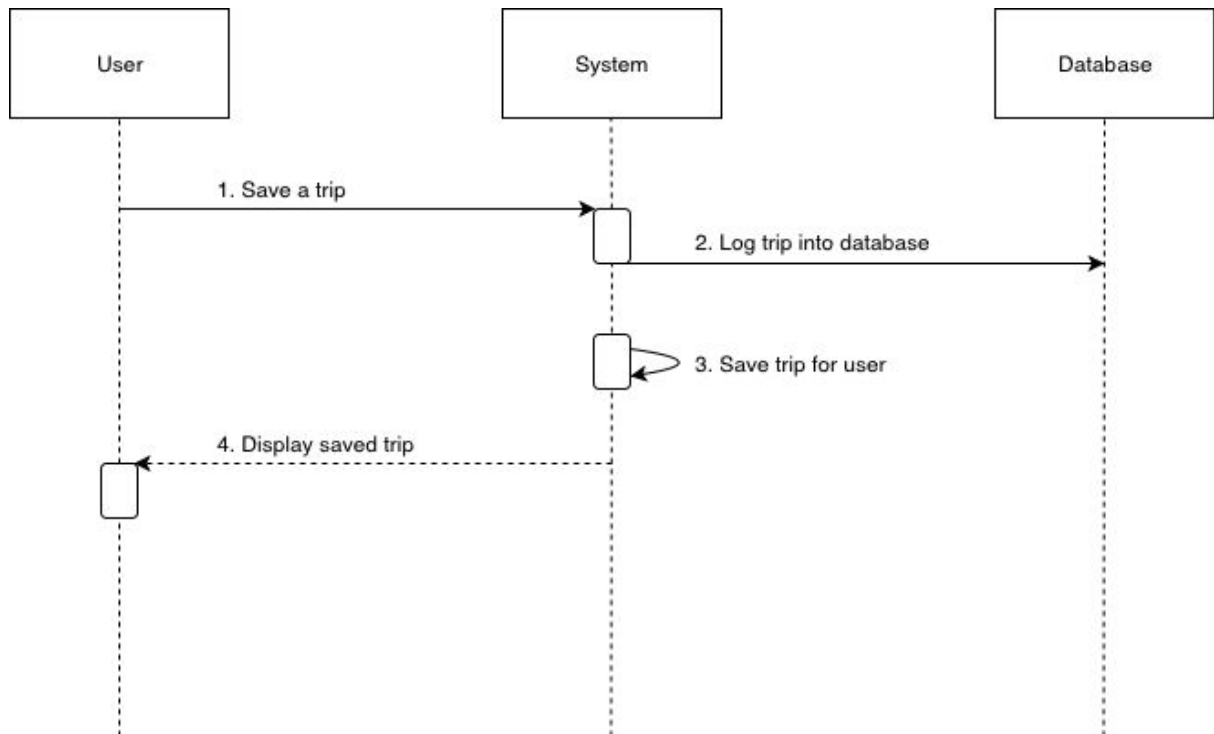 User
System
Database
1. Save a trip
2. Log trip into database
3. Save trip for user
4. Display saved trip